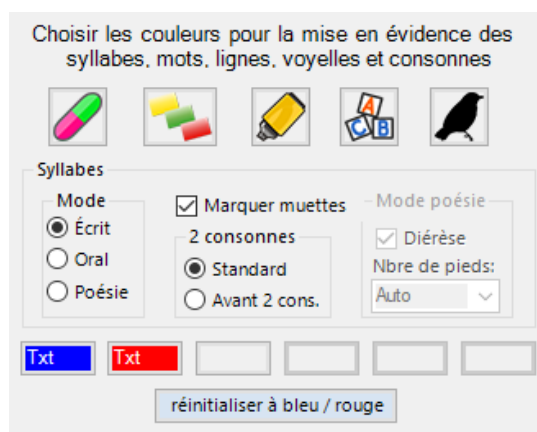 Choisir les couleurs pour la mise en évidence des
syllabes, mots, lignes, voyelles et consonnes
A
C B
Syllabes
Mode
Écrit
Oral
Poésie
Marquer muettes
2 consonnes
Standard
Avant 2 cons.
Mode poésie
Diérèse
Nbre de pieds:
Auto
Txt Txt
réinitialiser à bleu / rouge